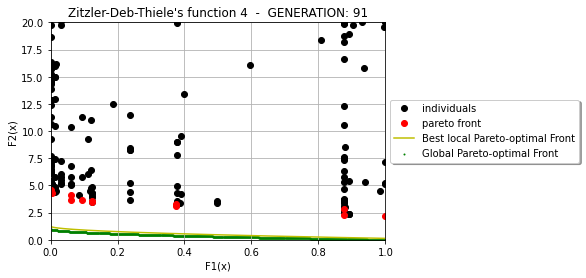 Zitzler-Deb-Thiele's function 4 - GENERATION: 91
20.0
17.5
15.0
12.5
10.0
7.5
5.0
2.5
0.0
F2(x)
0.0 0.2 0.4 0.6 0.8 1.0
F1(x)
individuals
pareto front
Best local Pareto-optimal Front
Global Pareto-optimal Front